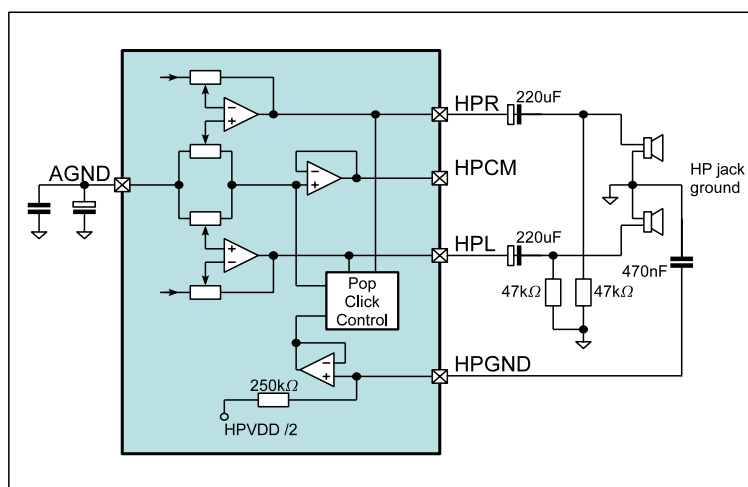 HPR
220uF
AGND
HPCM
HP jack
ground
HPL
220uF
470nF
47kΩ
47kΩ
Pop
Click
Control
HPGND
250kΩ
HPVDD /2